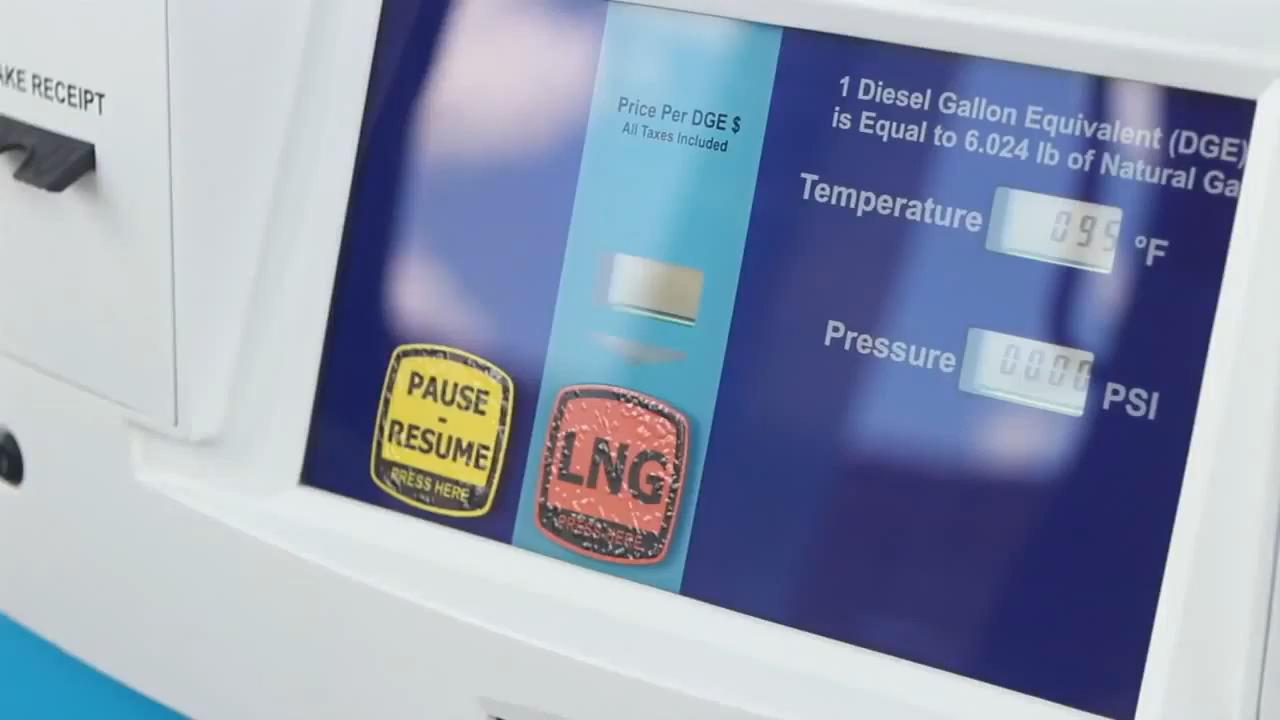 AKE RECEIPT
Price Per DGE $
All Taxes Included
1 Diesel Gallon Equivalent (DGE)
is Equal to 6.024 lb of Natural Ga
Temperature 095 °F
Pressure 0000 PSI
PAUSE
-
RESUME
PRESS HERE
LNG
PRESS HERE